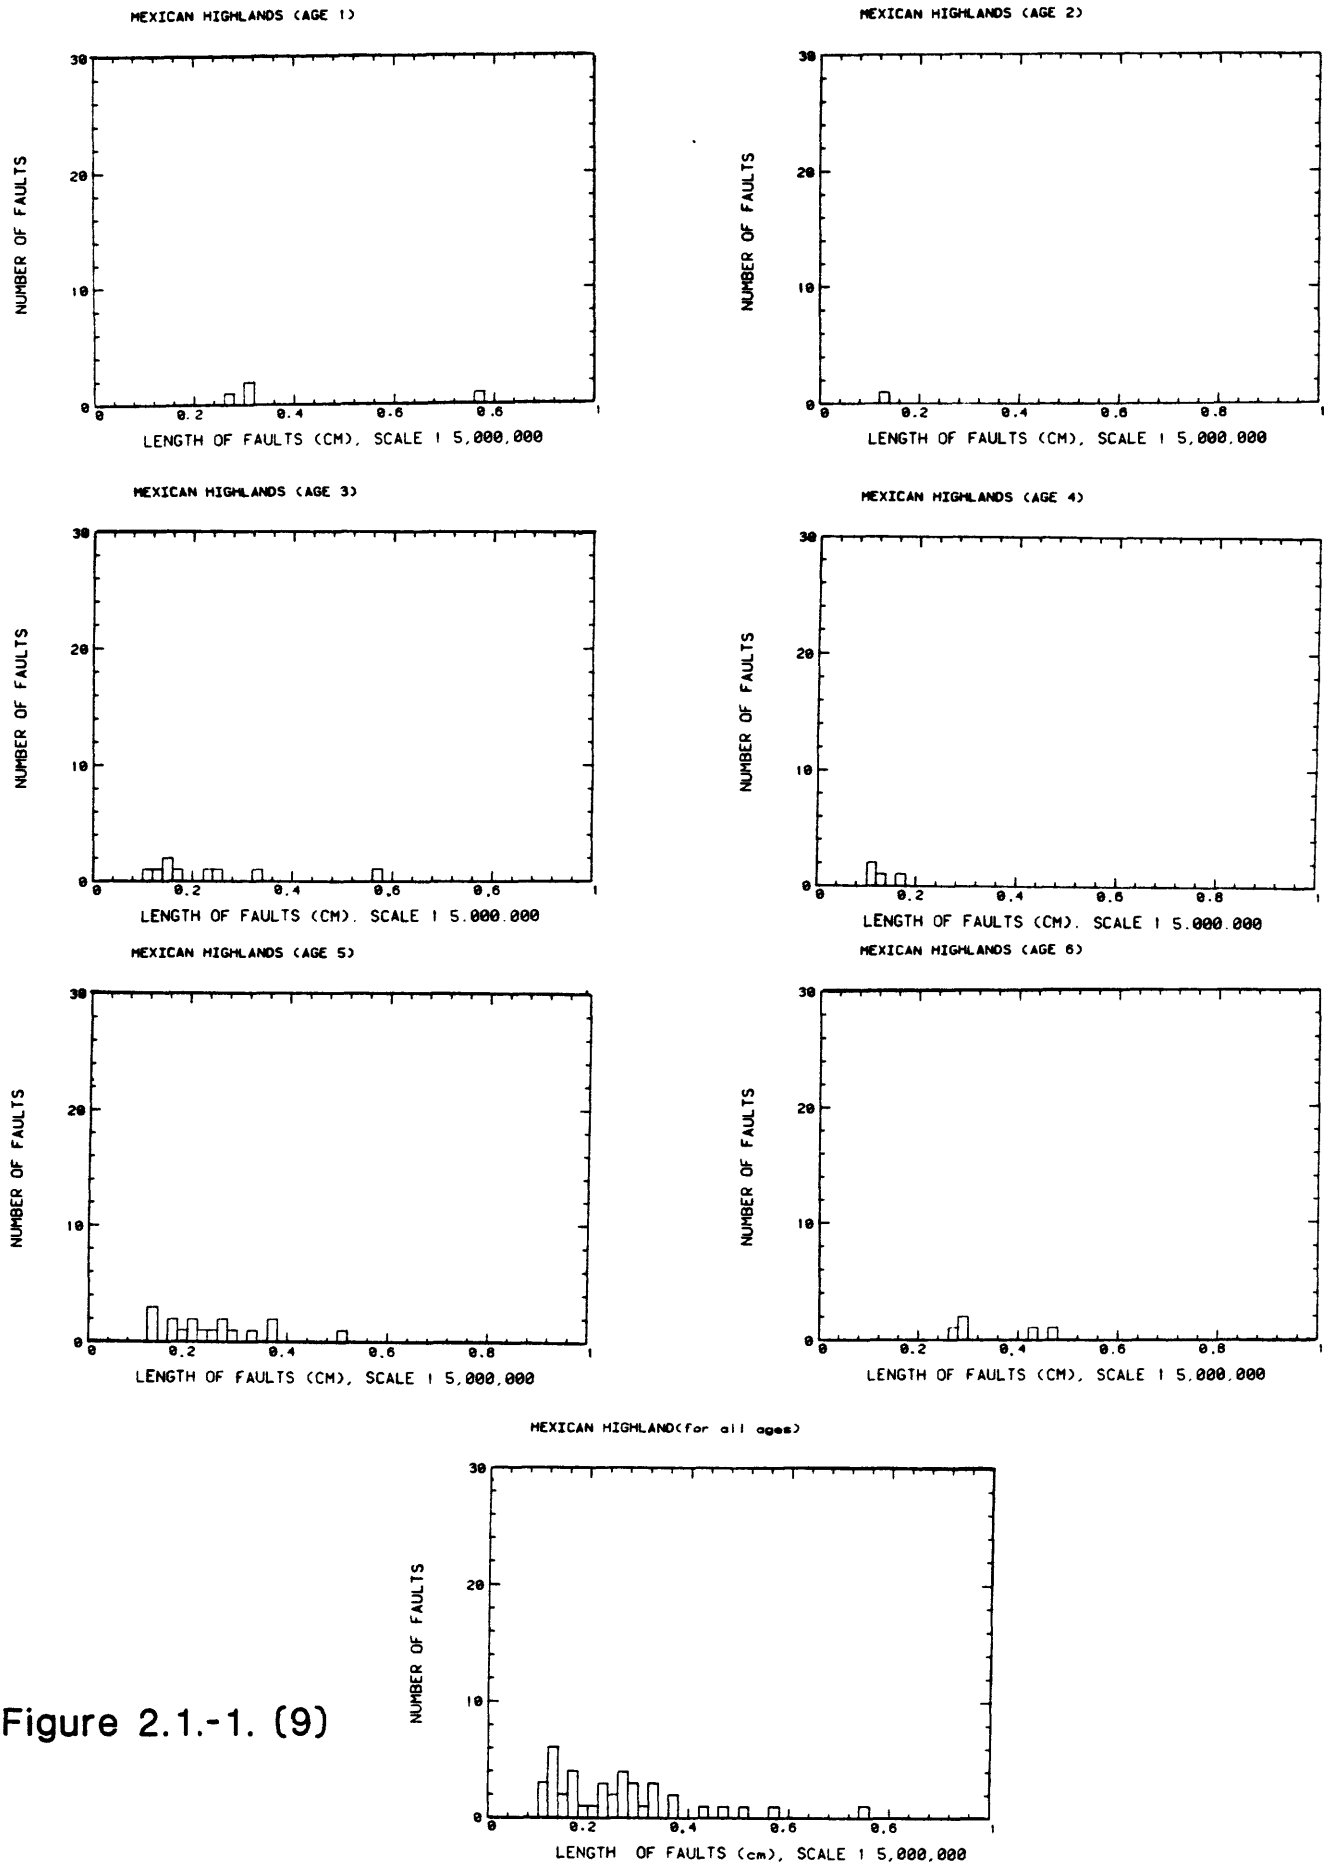 MEXICAN HIGHLANDS (AGE 1)
30
20
10
0
NUMBER OF FAULTS
0 0.2 0.4 0.6 0.8 1
LENGTH OF FAULTS (CM), SCALE 1 5,000,000
MEXICAN HIGHLANDS (AGE 2)
30
20
10
0
NUMBER OF FAULTS
0 0.2 0.4 0.6 0.8 1
LENGTH OF FAULTS (CM), SCALE 1 5,000,000
MEXICAN HIGHLANDS (AGE 3)
30
20
10
0
NUMBER OF FAULTS
0 0.2 0.4 0.6 0.8 1
LENGTH OF FAULTS (CM). SCALE 1 5.000.000
MEXICAN HIGHLANDS (AGE 4)
30
20
10
0
NUMBER OF FAULTS
0 0.2 0.4 0.6 0.8 1
LENGTH OF FAULTS (CM). SCALE 1 5.000.000
MEXICAN HIGHLANDS (AGE 5)
30
20
10
0
NUMBER OF FAULTS
0 0.2 0.4 0.6 0.8 1
LENGTH OF FAULTS (CM), SCALE 1 5,000,000
MEXICAN HIGHLANDS (AGE 6)
30
20
10
0
NUMBER OF FAULTS
0 0.2 0.4 0.6 0.8 1
LENGTH OF FAULTS (CM), SCALE 1 5,000,000
MEXICAN HIGHLAND(for all ages)
30
20
10
0
NUMBER OF FAULTS
0 0.2 0.4 0.6 0.8 1
LENGTH OF FAULTS (cm), SCALE 1 5,000,000
Figure 2.1.-1. (9)